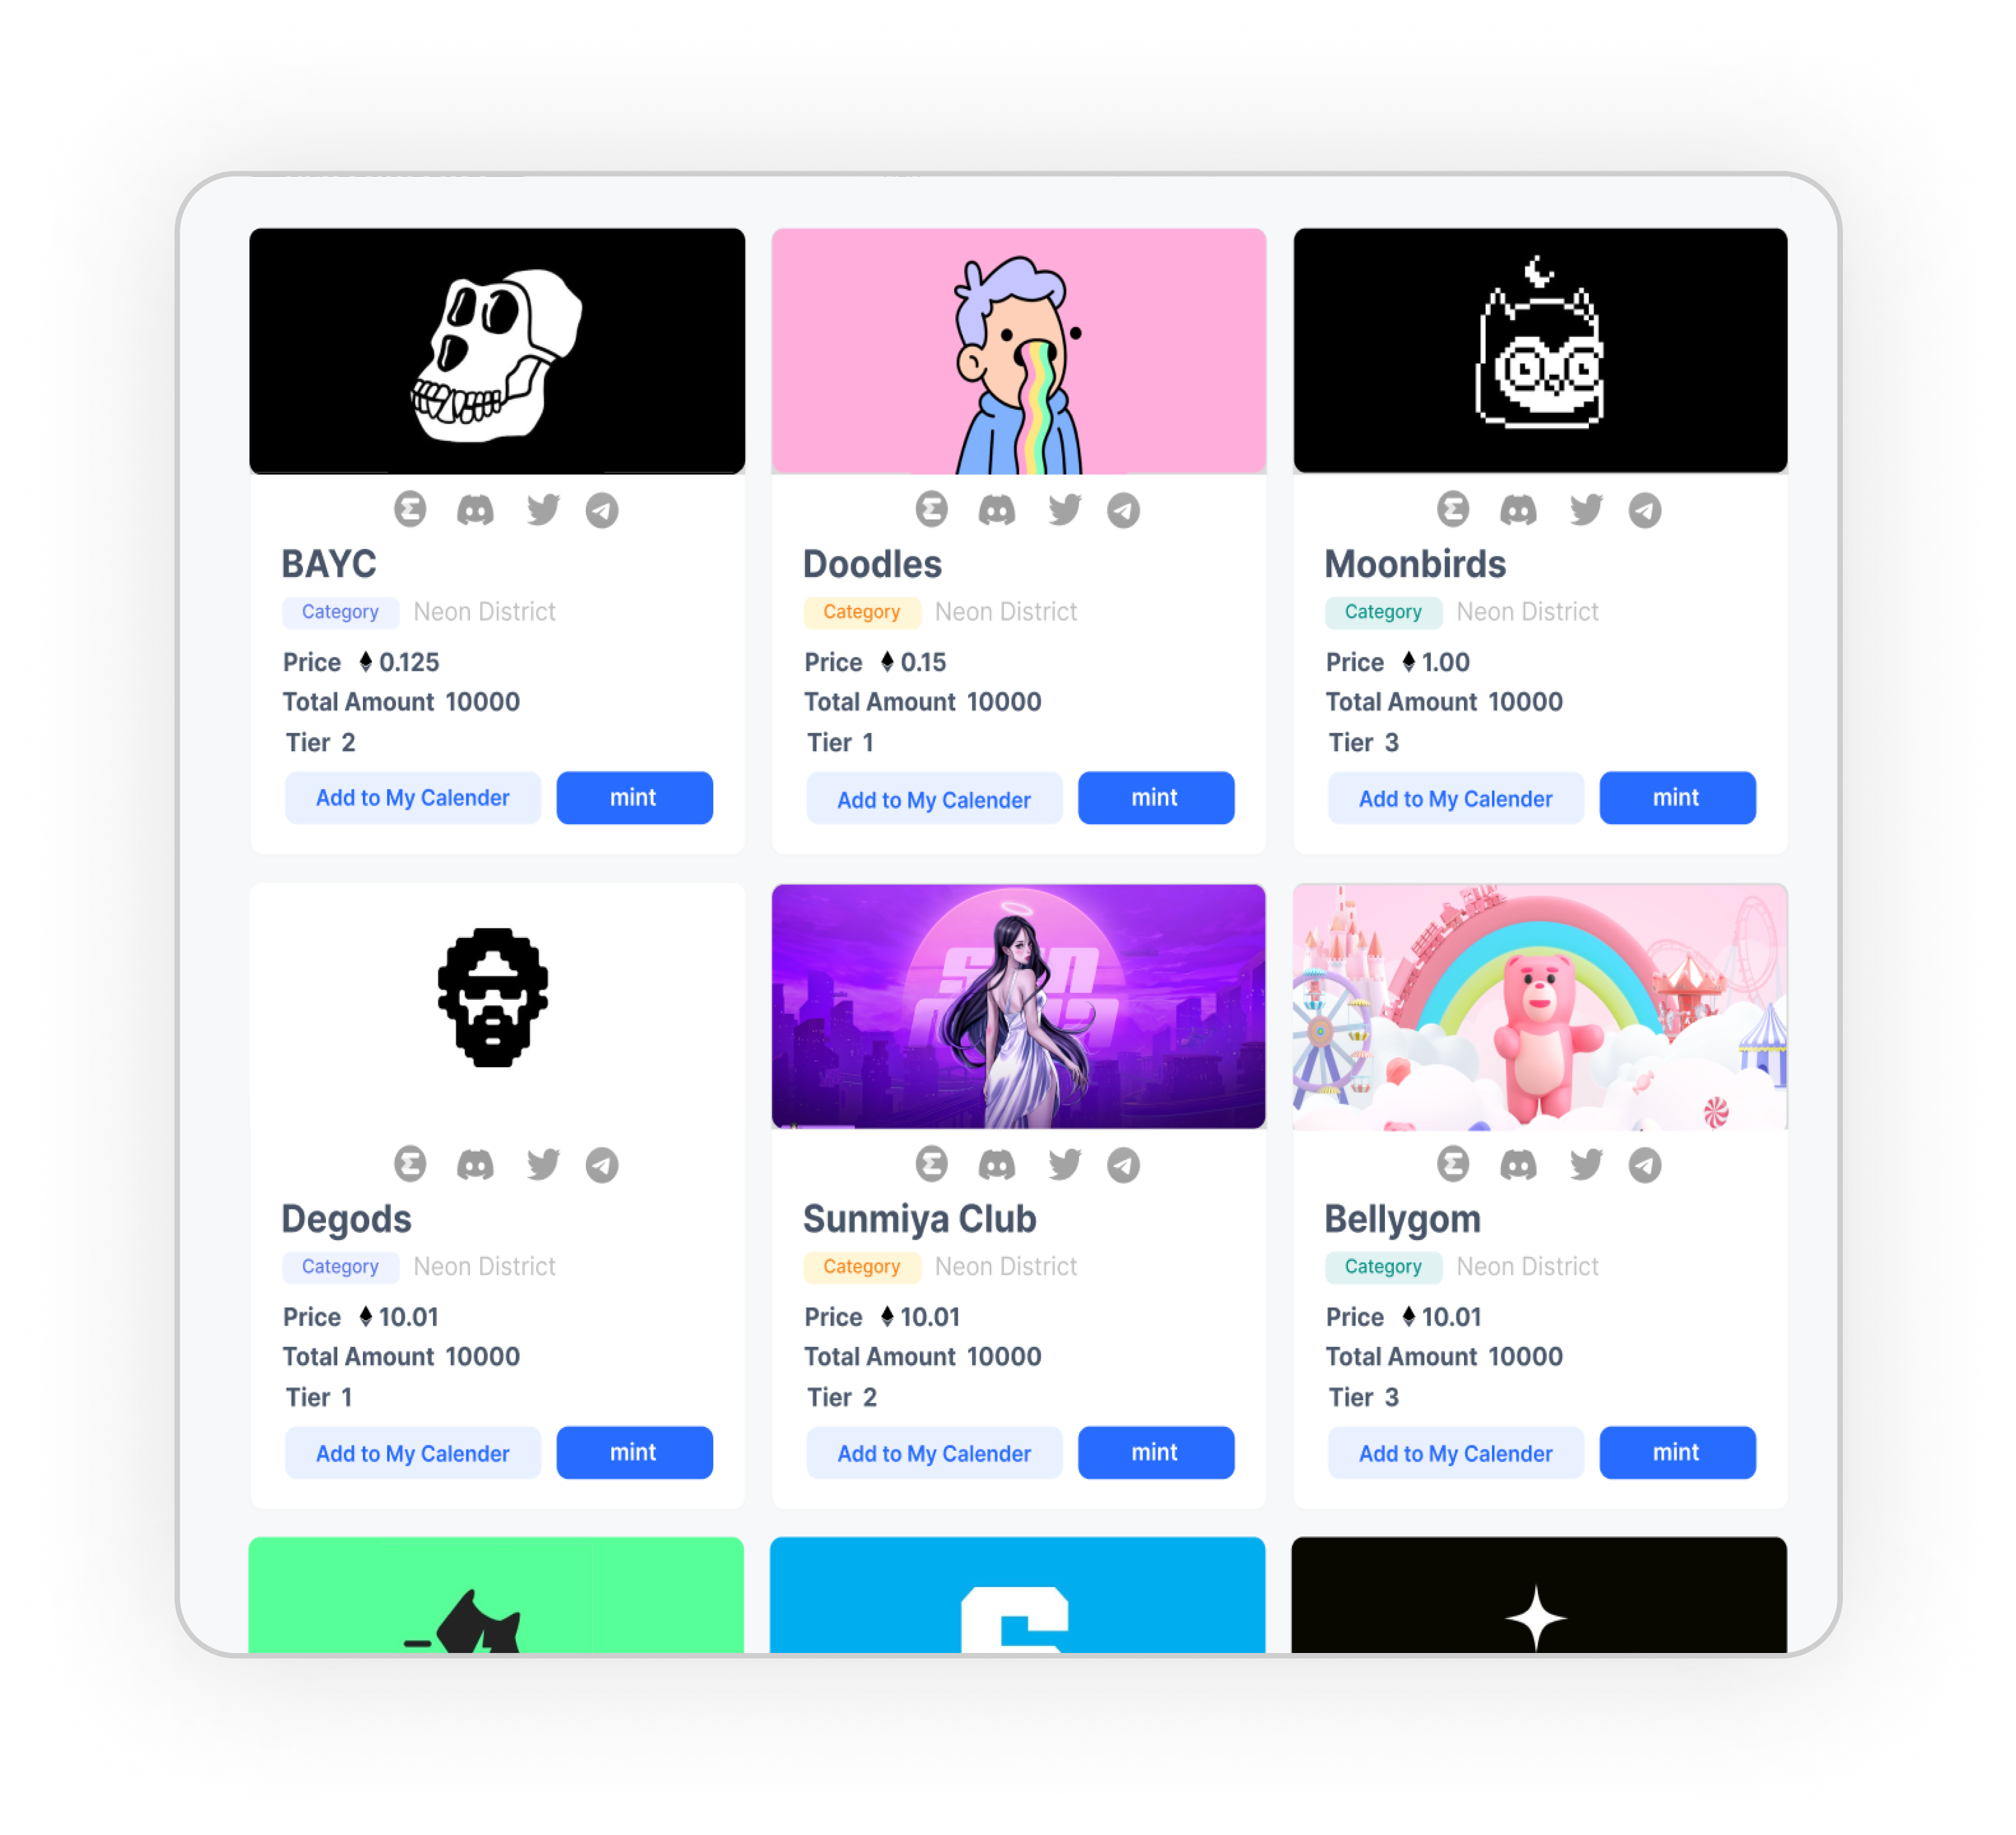 BAYC
Category Neon District
Price 0.125
Total Amount 10000
Tier 2
Add to My Calender mint
Doodles
Category Neon District
Price 0.15
Total Amount 10000
Tier 1
Add to My Calender mint
Moonbirds
Category Neon District
Price 1.00
Total Amount 10000
Tier 3
Add to My Calender mint
Degods
Category Neon District
Price 10.01
Total Amount 10000
Tier 1
Add to My Calender mint
Sunmiya Club
Category Neon District
Price 10.01
Total Amount 10000
Tier 2
Add to My Calender mint
Bellygom
Category Neon District
Price 10.01
Total Amount 10000
Tier 3
Add to My Calender mint